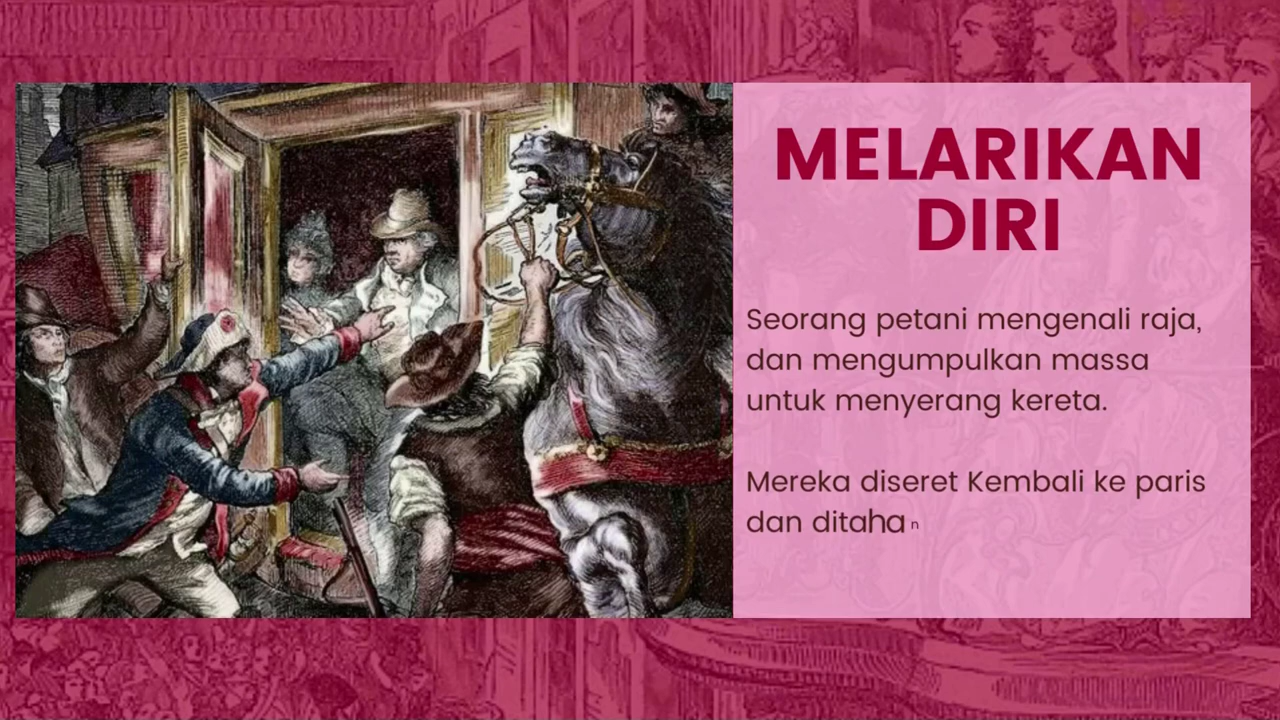 MELARIKAN
DIRI
Seorang petani mengenali raja,
dan mengumpulkan massa
untuk menyerang kereta.
Mereka diseret Kembali ke paris
dan ditahan